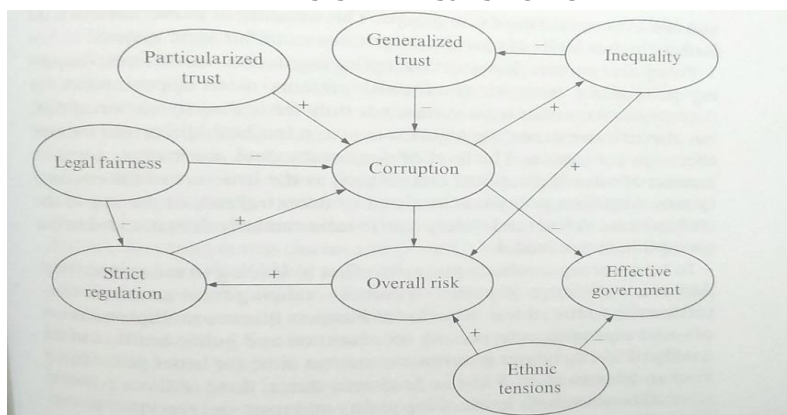 Generalized
trust
Particularized
trust
Inequality
−
+
−
+
Legal fairness
−
Corruption
+
−
+
−
Strict
regulation
+
Overall risk
Effective
government
+
−
Ethnic
tensions